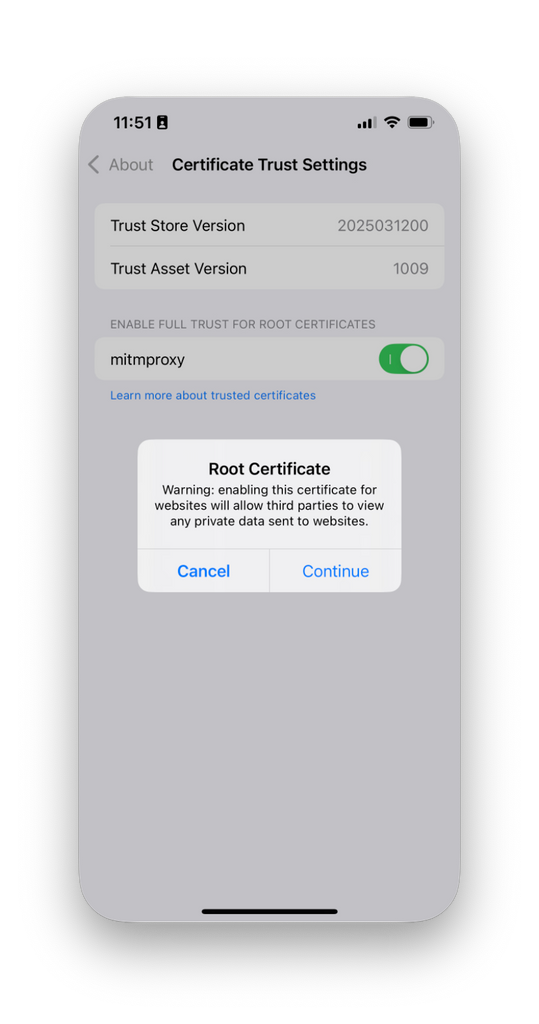 11:51
About Certificate Trust Settings
Trust Store Version 2025031200
Trust Asset Version 1009
ENABLE FULL TRUST FOR ROOT CERTIFICATES
mitmproxy
Learn more about trusted certificates
Root Certificate
Warning: enabling this certificate for
websites will allow third parties to view
any private data sent to websites.
Cancel Continue